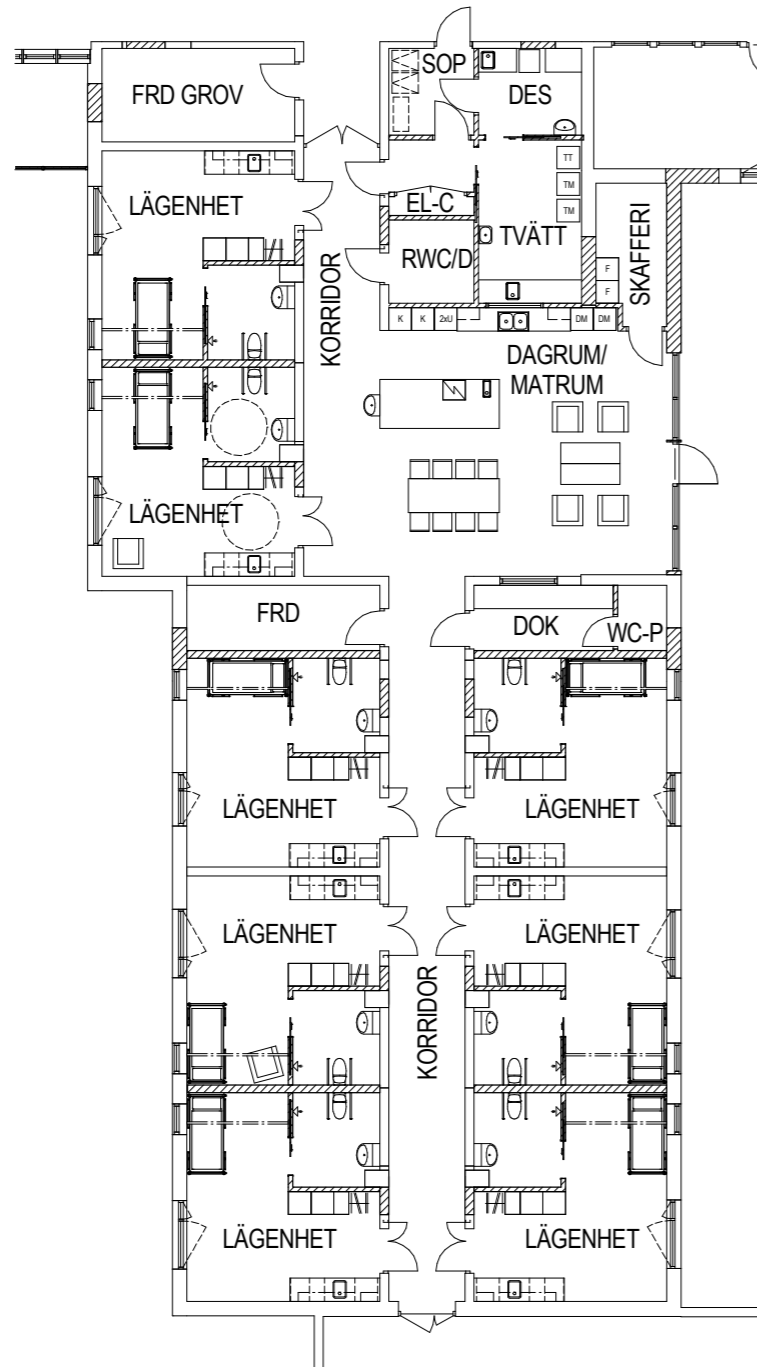 SOP
FRD GROV
DES
TT
TM
TM
LÄGENHET
EL-C
TVÄTT
RWC/D
SKAFFERI
F
F
KORRIDOR
K
K
2xU
DM
DM
DAGRUM/
MATRUM
LÄGENHET
FRD
DOK
WC-P
LÄGENHET
LÄGENHET
LÄGENHET
LÄGENHET
KORRIDOR
LÄGENHET
LÄGENHET